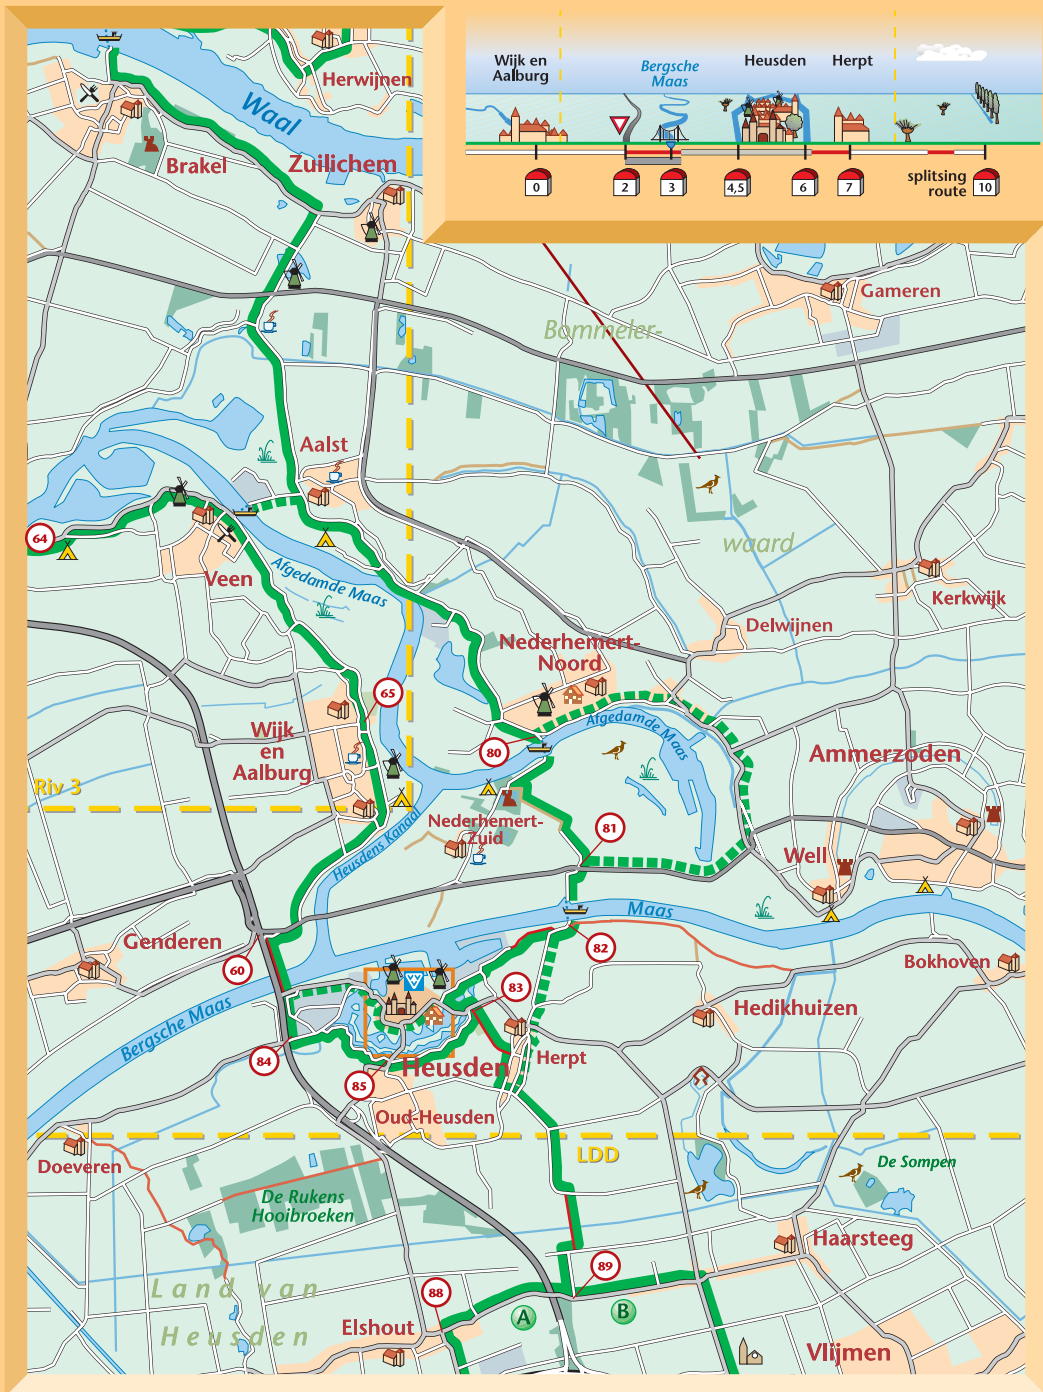 Wijk en
Aalburg
Bergsche
Maas
Heusden
Herpt
0
2
3
4,5
6
7
splitsing
route
10
Herwijnen
Waal
Brakel
Zuilichem
Gameren
Bommeler-
Aalst
64
waard
Veen
Afgedamde Maas
Kerkwijk
Delwijnen
Nederhemert-
Noord
65
Wijk
en
Aalburg
Afgedamde Maas
80
Ammerzoden
Riv 3
Nederhemert-
Zuid
81
Heusdens Kanaal
Well
Maas
Genderen
60
82
Bokhoven
VVV
83
Hedikhuizen
Bergsche Maas
84
Heusden
Herpt
85
Oud-Heusden
LDD
Doeveren
De Sompen
De Rukens
Hooibroeken
Haarsteeg
89
Land van
Heusden
88
A
B
Elshout
Vlijmen